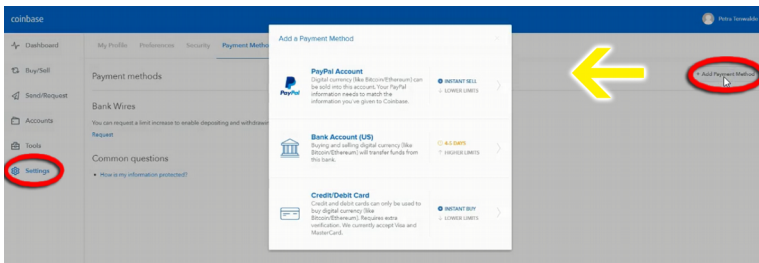 coinbase
Petra Tenwalde
Dashboard
Buy/Sell
Send/Request
Accounts
Tools
Settings
My Profile Preferences Security Payment Metho
Payment methods
+ Add Payment Method
Bank Wires
You can request a limit increase to enable depositing and withdrawin
Request
Common questions
• How is my information protected?
Add a Payment Method
PayPal
PayPal Account
Digital currency (like Bitcoin/Ethereum) can
be sold into this account. Your PayPal
information needs to match the
information you've given to Coinbase.
INSTANT SELL
↓ LOWER LIMITS
Bank Account (US)
Buying and selling digital currency (like
Bitcoin/Ethereum) will transfer funds from
this bank.
4-5 DAYS
↑ HIGHER LIMITS
Credit/Debit Card
Credit and debit cards can only be used to
buy digital currency (like
Bitcoin/Ethereum). Requires extra
verification. We currently accept Visa and
MasterCard.
INSTANT BUY
↓ LOWER LIMITS